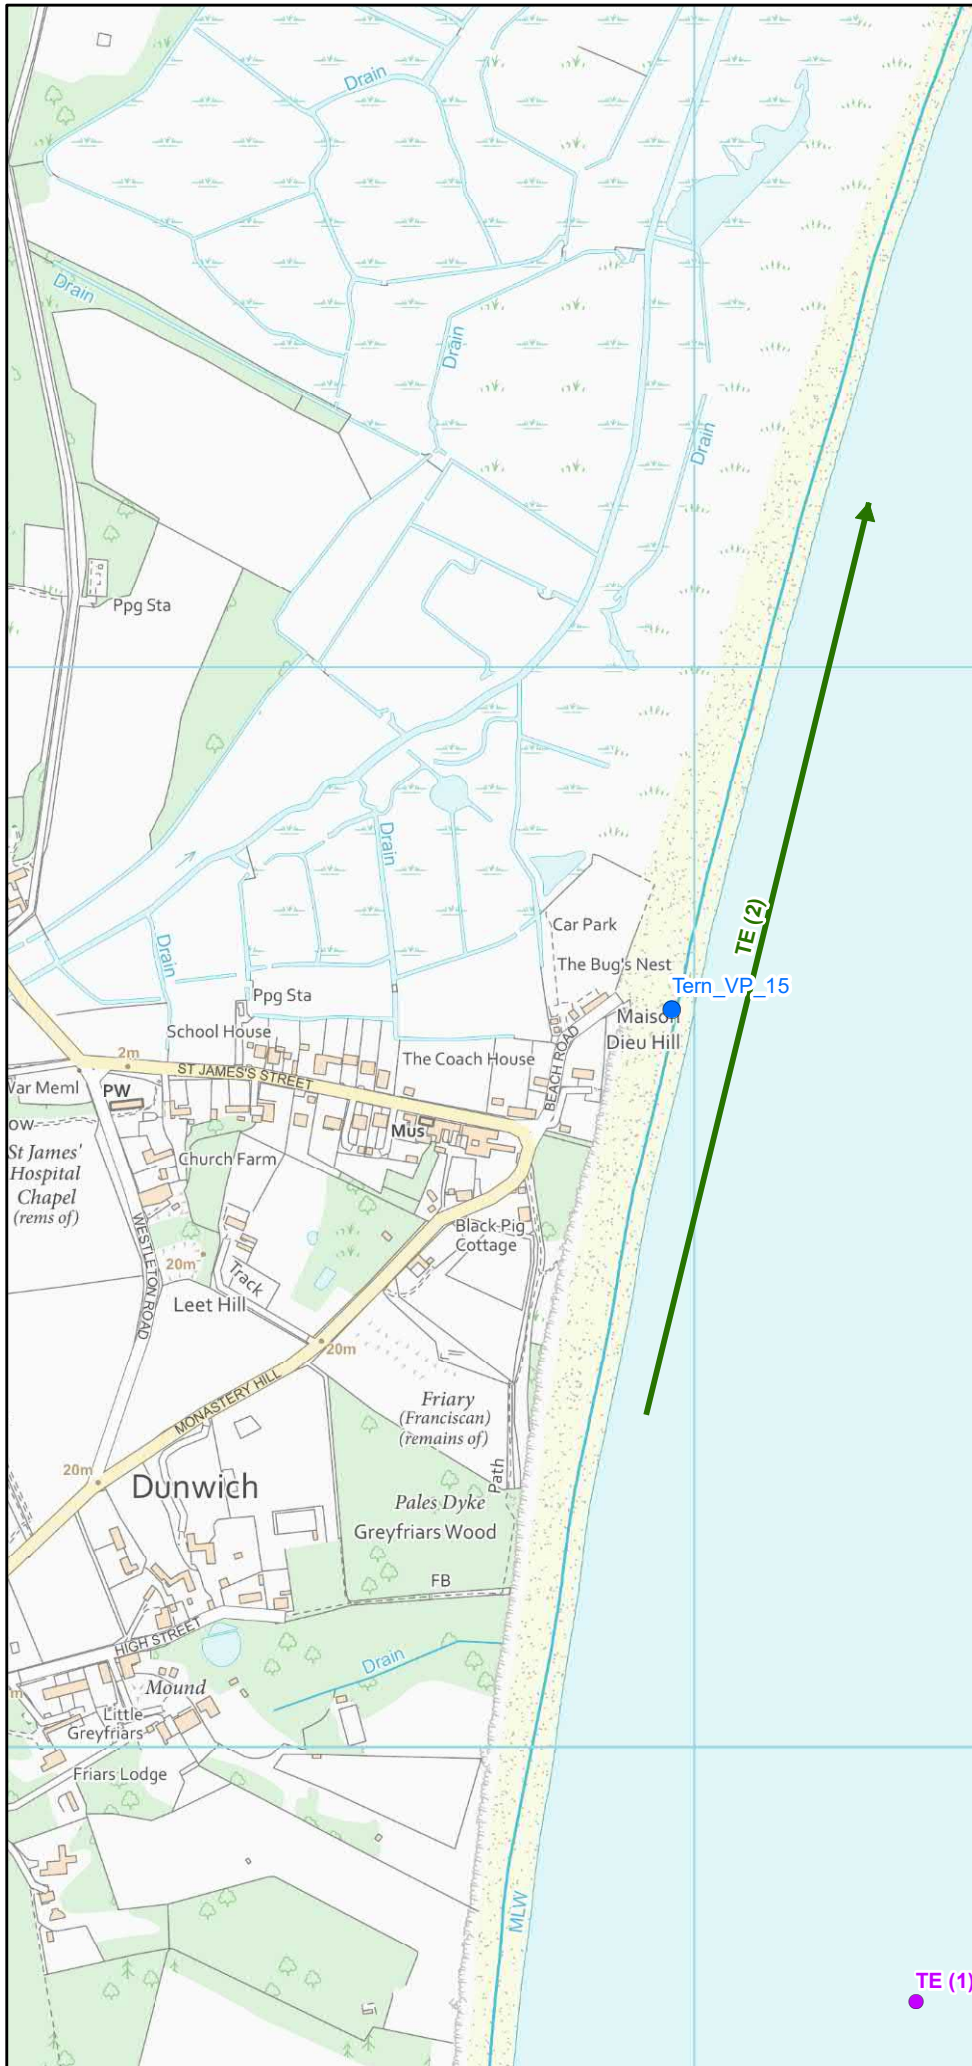 Drain
Drain
Drain
Drain
Ppg Sta
Drain
TE (2)
Car Park
The Bug's Nest
Drain
Tern_VP_15
Ppg Sta
Maison
Dieu Hill
School House
The Coach House
BEACH ROAD
2m
ST JAMES'S STREET
War Meml
PW
Mus
ow
St James'
Hospital
Chapel
(rems of)
Church Farm
WESTLETON ROAD
Black Pig
Cottage
20m
Track
Leet Hill
20m
MONASTERY HILL
Friary
(Franciscan)
(remains of)
Path
20m
Dunwich
Pales Dyke
Greyfriars Wood
FB
HIGH STREET
Drain
Mound
m
Little
Greyfriars
Friars Lodge
MLW
TE (1)